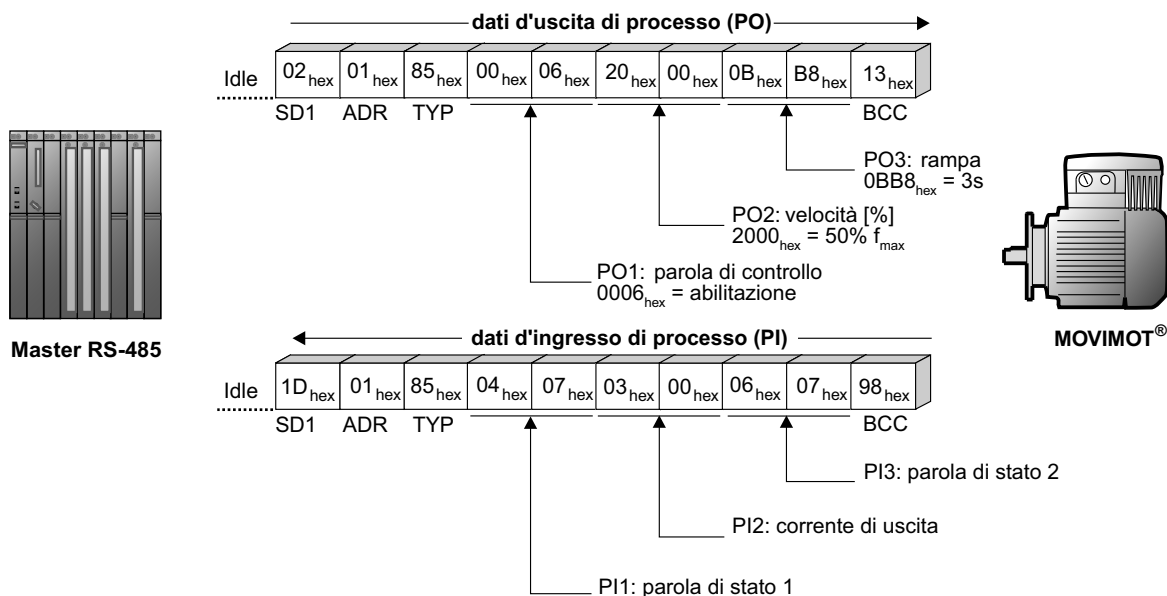 dati d'uscita di processo (PO)
Idle 02hex 01hex 85hex 00hex 06hex 20hex 00hex 0Bhex B8hex 13hex
SD1 ADR TYP BCC
PO3: rampa
0BB8hex = 3s
PO2: velocità [%]
2000hex = 50% fmax
PO1: parola di controllo
0006hex = abilitazione
Master RS-485
MOVIMOT®
dati d'ingresso di processo (PI)
Idle 1Dhex 01hex 85hex 04hex 07hex 03hex 00hex 06hex 07hex 98hex
SD1 ADR TYP BCC
PI3: parola di stato 2
PI2: corrente di uscita
PI1: parola di stato 1